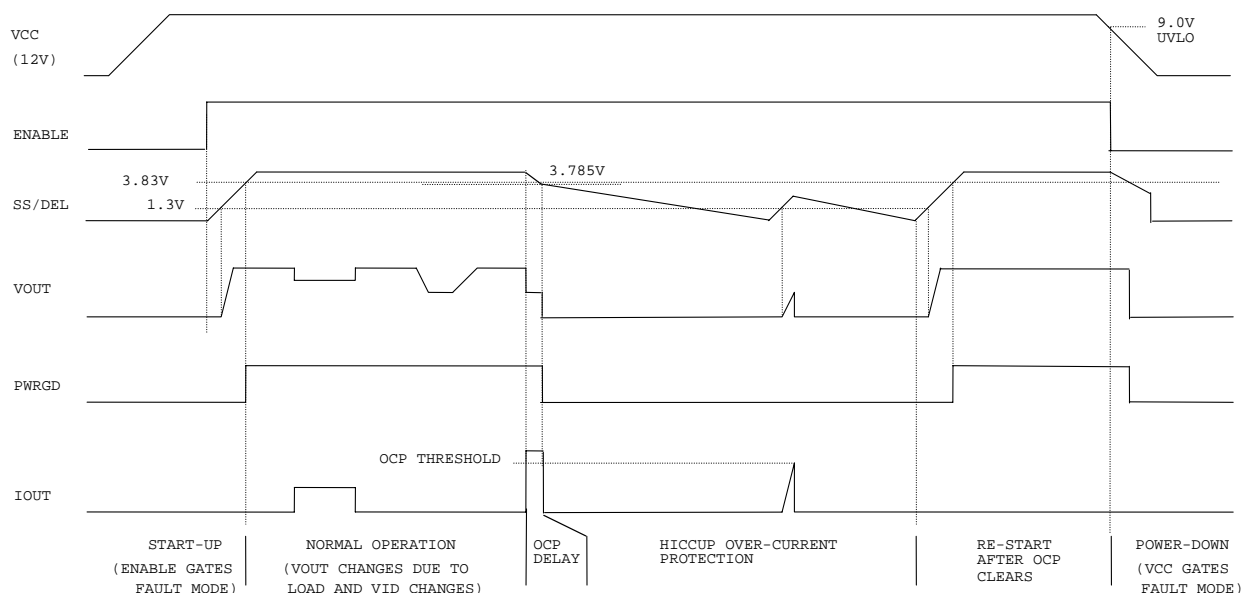 VCC
(12V)
9.0V
UVLO
ENABLE
3.83V
3.785V
SS/DEL
1.3V
VOUT
PWRGD
OCP THRESHOLD
IOUT
START-UP
(ENABLE GATES
FAULT MODE)
NORMAL OPERATION
(VOUT CHANGES DUE TO
LOAD AND VID CHANGES)
OCP
DELAY
HICCUP OVER-CURRENT
PROTECTION
RE-START
AFTER OCP
CLEARS
POWER-DOWN
(VCC GATES
FAULT MODE)